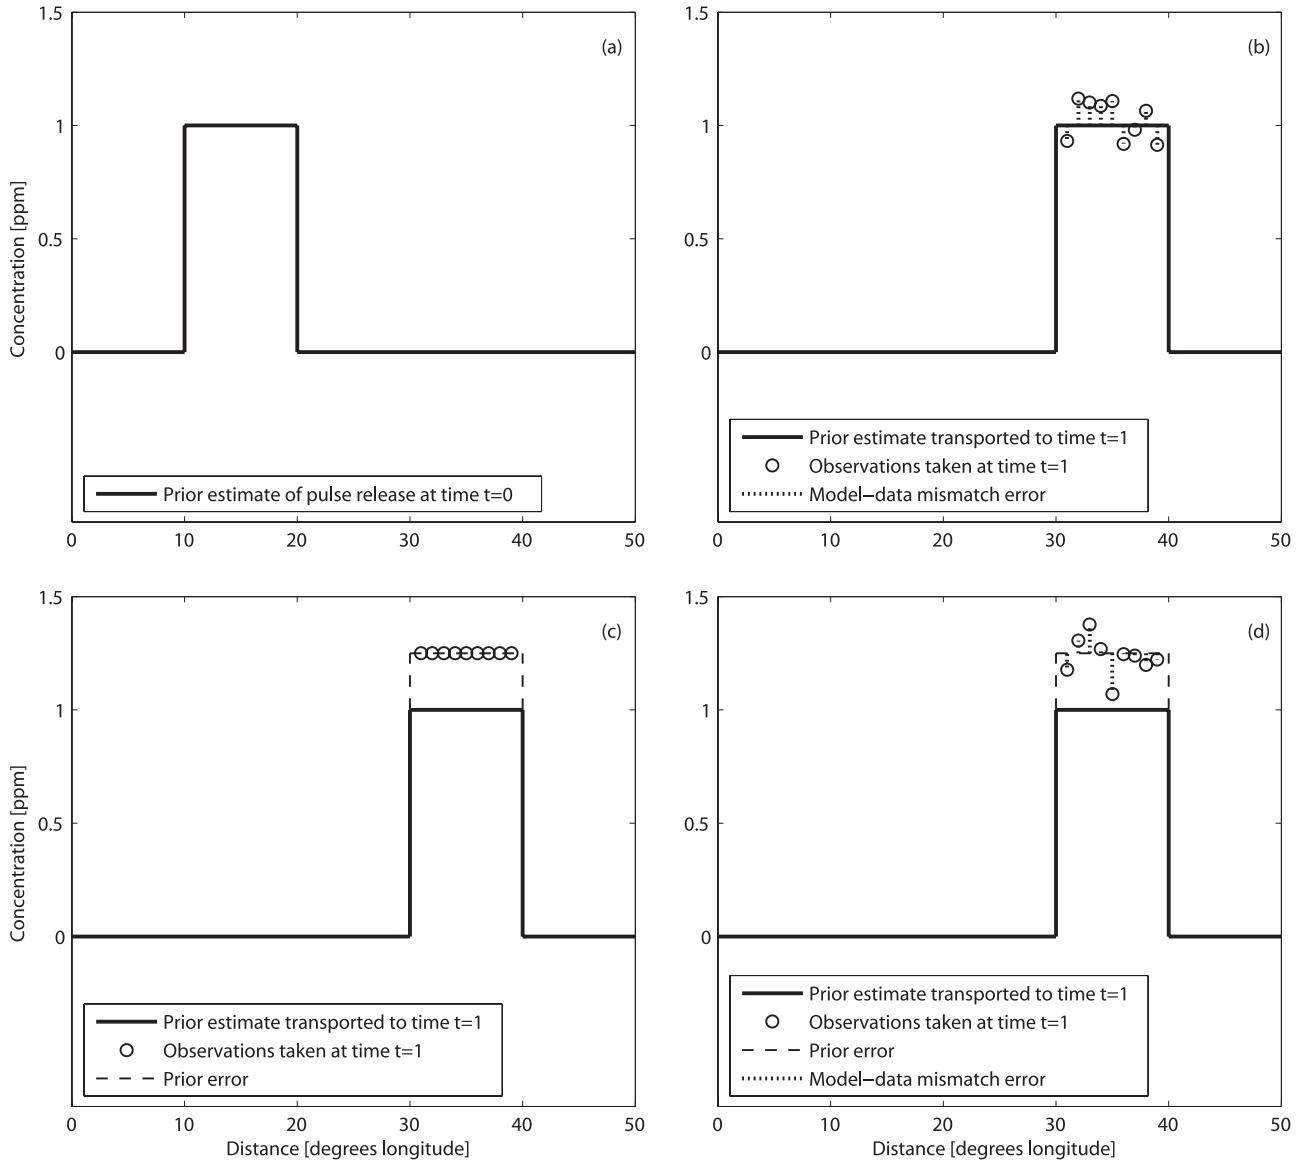 (a)
1.5
1
0.5
0
Concentration [ppm]
Prior estimate of pulse release at time t=0
0 10 20 30 40 50
(b)
1.5
1
0.5
0
Prior estimate transported to time t=1
Observations taken at time t=1
Model−data mismatch error
0 10 20 30 40 50
(c)
1.5
1
0.5
0
Concentration [ppm]
Prior estimate transported to time t=1
Observations taken at time t=1
Prior error
0 10 20 30 40 50
Distance [degrees longitude]
(d)
1.5
1
0.5
0
Prior estimate transported to time t=1
Observations taken at time t=1
Prior error
Model−data mismatch error
0 10 20 30 40 50
Distance [degrees longitude]